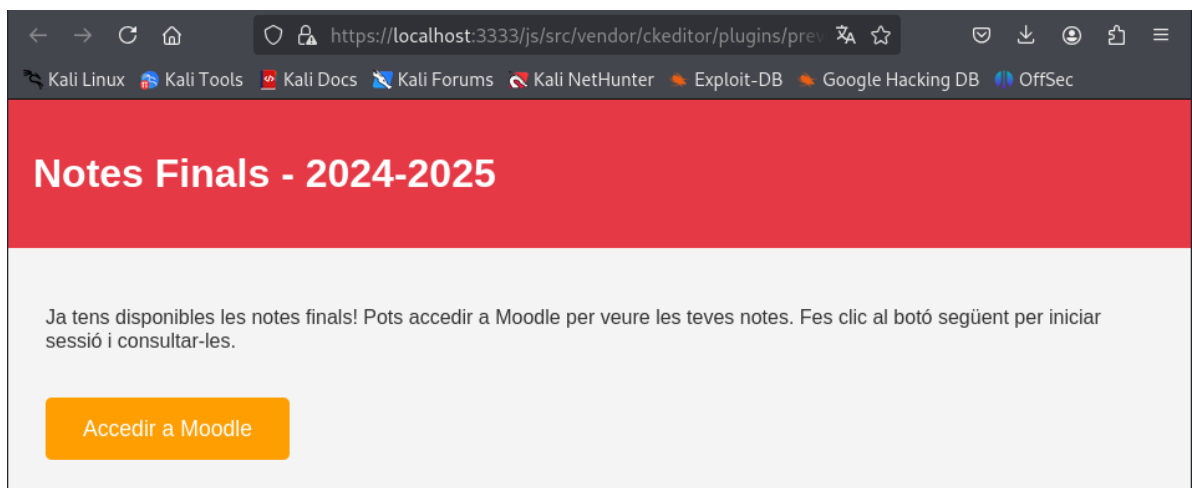 https://localhost:3333/js/src/vendor/ckeditor/plugins/prev
Kali Linux Kali Tools Kali Docs Kali Forums Kali NetHunter Exploit-DB Google Hacking DB OffSec
Notes Finals - 2024-2025
Ja tens disponibles les notes finals! Pots accedir a Moodle per veure les teves notes. Fes clic al botó següent per iniciar
sessió i consultar-les.
Accedir a Moodle